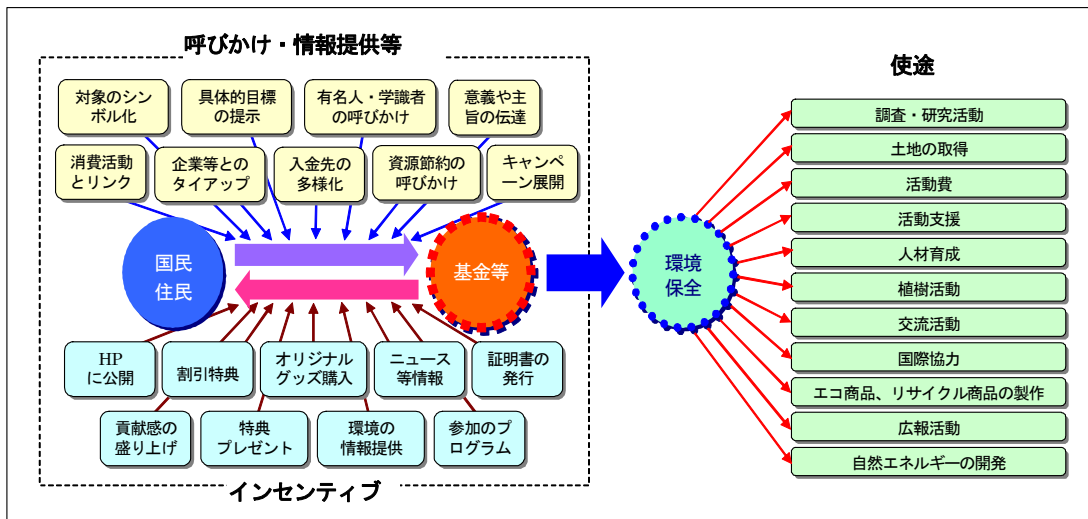 呼びかけ・情報提供等
対象のシン
ボル化
具体的目標
の提示
有名人・学識者
の呼びかけ
意義や主
旨の伝達
消費活動
とリンク
企業等との
タイアップ
入金先の
多様化
資源節約の
呼びかけ
キャンペ
ーン展開
国民
住民
基金等
HP
に公開
割引特典
オリジナル
グッズ購入
ニュース
等情報
証明書の
発行
貢献感の
盛り上げ
特典
プレゼント
環境の
情報提供
参加のプ
ログラム
インセンティブ
環境
保全
使途
調査・研究活動
土地の取得
活動費
活動支援
人材育成
植樹活動
交流活動
国際協力
エコ商品、リサイクル商品の製作
広報活動
自然エネルギーの開発